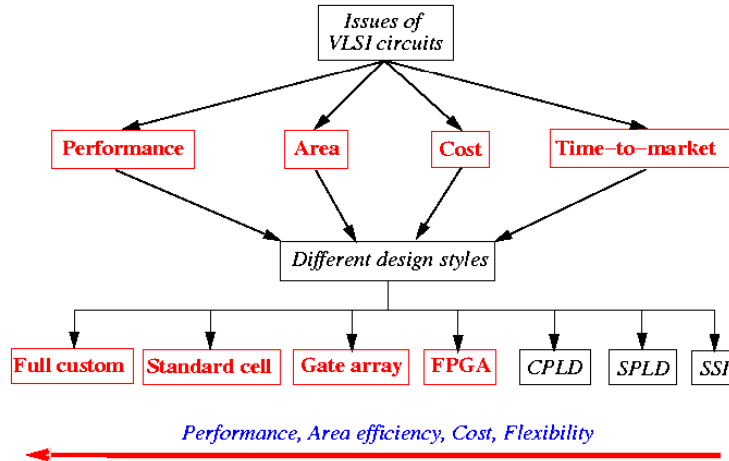 Issues of
VLSI circuits
Performance
Area
Cost
Time-to-market
Different design styles
Full custom
Standard cell
Gate array
FPGA
CPLD
SPLD
SSI
Performance, Area efficiency, Cost, Flexibility